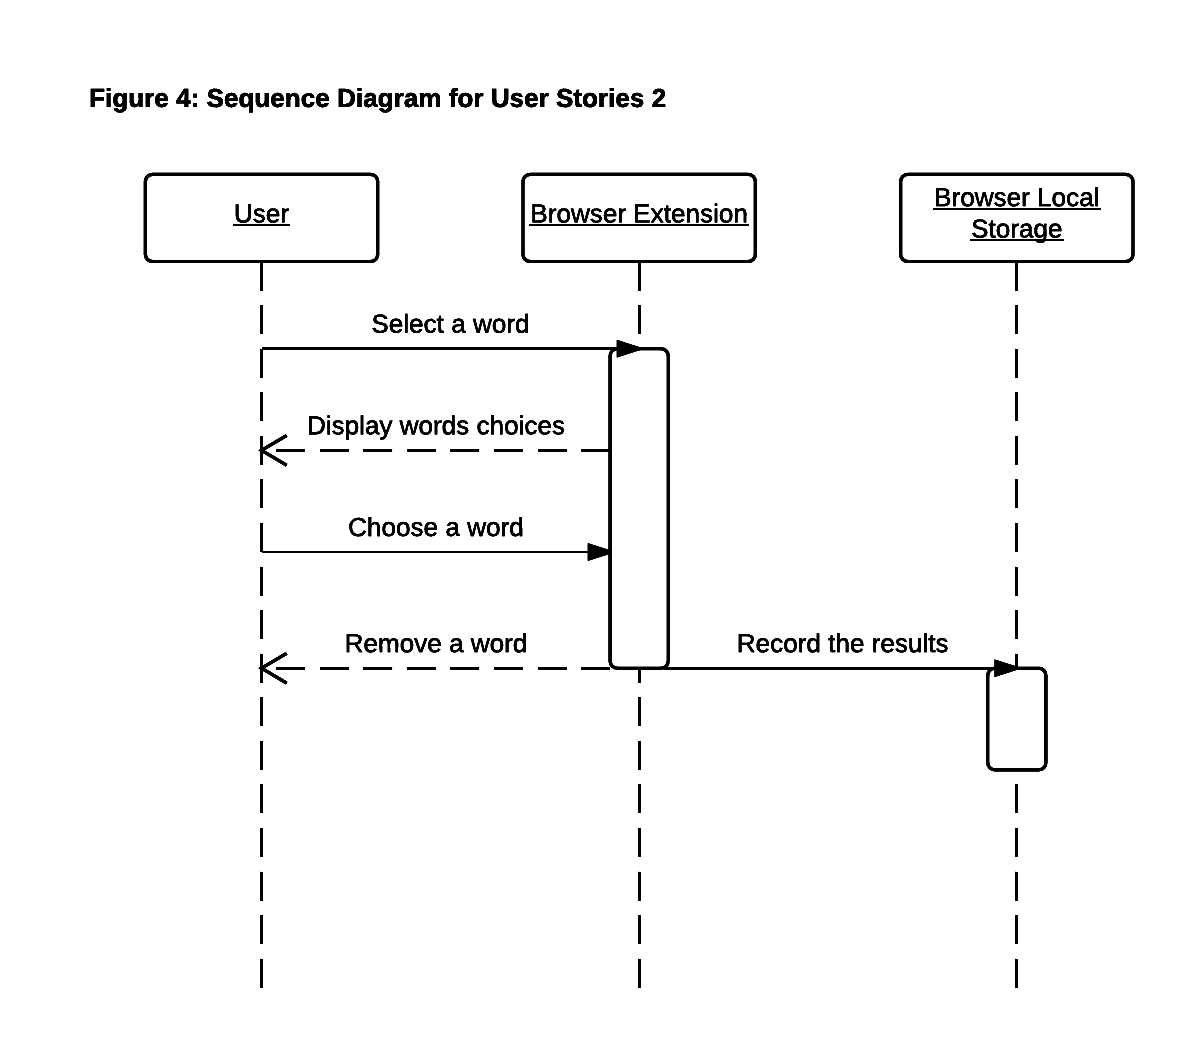 Figure 4: Sequence Diagram for User Stories 2
User
Browser Extension
Browser Local
Storage
Select a word
Display words choices
Choose a word
Remove a word
Record the results